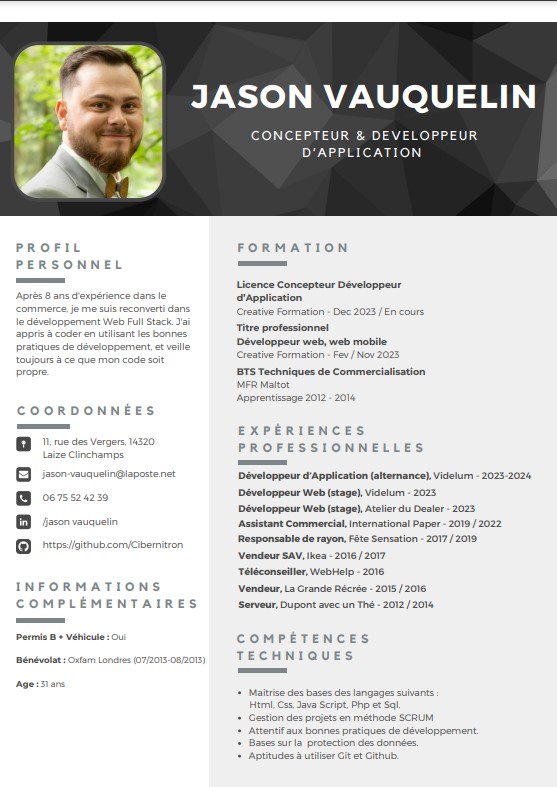 JASON VAUQUELIN
CONCEPTEUR & DEVELOPPEUR
D'APPLICATION
PROFIL
PERSONNEL
Après 8 ans d'expérience dans le
commerce, je me suis reconverti dans
le développement Web Full Stack. J'ai
appris à coder en utilisant les bonnes
pratiques de développement, et veille
toujours à ce que mon code soit
propre.
COORDONNÉES
11, rue des Vergers, 14320
Laize Clinchamps
jason-vauquelin@laposte.net
06 75 52 42 39
/jason vauquelin
https://github.com/Cibernitron
INFORMATIONS
COMPLÉMENTAIRES
Permis B + Véhicule : Oui
Bénévolat : Oxfam Londres (07/2013-08/2013)
Age : 31 ans
FORMATION
Licence Concepteur Développeur
d'Application
Creative Formation - Dec 2023 / En cours
Titre professionnel
Développeur web, web mobile
Creative Formation - Fev / Nov 2023
BTS Techniques de Commercialisation
MFR Maltot
Apprentissage 2012 - 2014
EXPÉRIENCES
PROFESSIONNELLES
Développeur d'Application (alternance), Videlum - 2023-2024
Développeur Web (stage), Videlum - 2023
Développeur Web (stage), Atelier du Dealer - 2023
Assistant Commercial, International Paper - 2019 / 2022
Responsable de rayon, Fête Sensation - 2017 / 2019
Vendeur SAV, Ikea - 2016 / 2017
Téléconseiller, WebHelp - 2016
Vendeur, La Grande Récrée - 2015 / 2016
Serveur, Dupont avec un Thé - 2012 / 2014
COMPÉTENCES
TECHNIQUES
• Maitrise des bases des langages suivants :
Html, Css, Java Script, Php et Sql.
• Gestion des projets en méthode SCRUM
• Attentif aux bonnes pratiques de développement.
• Bases sur la protection des données.
• Aptitudes à utiliser Git et Github.